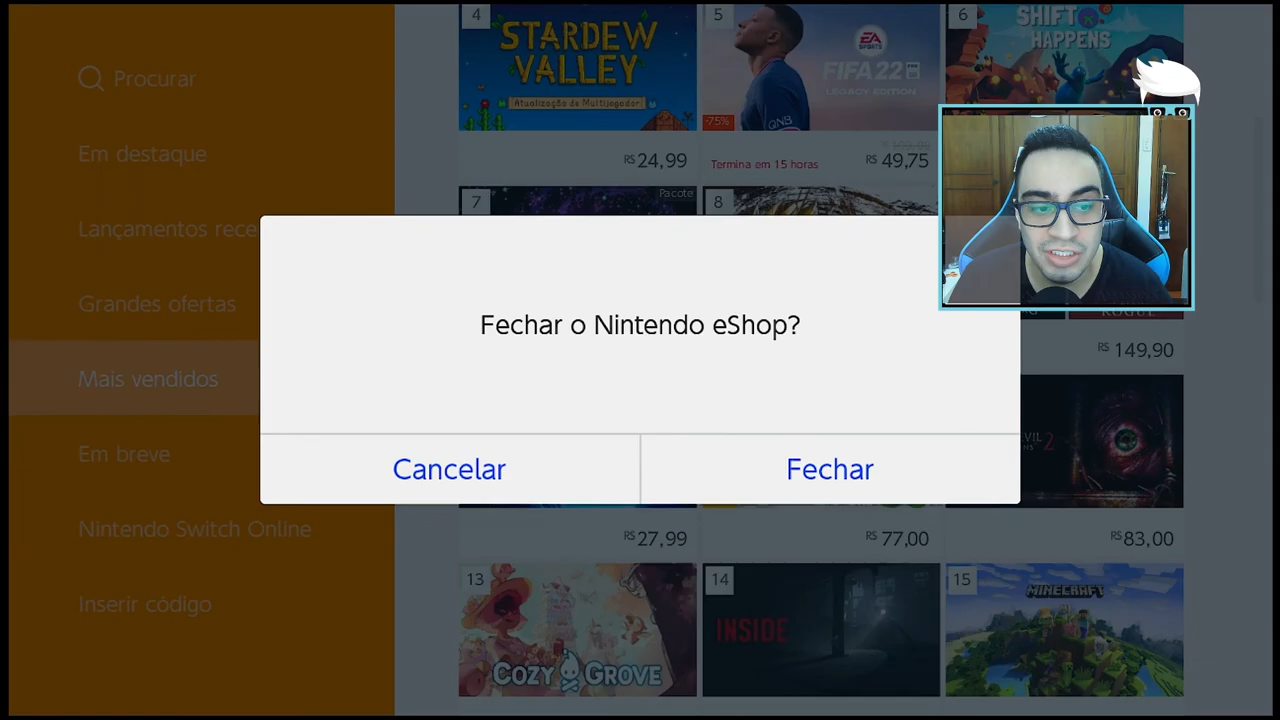 Procurar
Em destaque
Lançamentos rece
Grandes ofertas
Mais vendidos
Em breve
Nintendo Switch Online
Inserir código
4
STARDEW
VALLEY
Atualização de Multijogador!
R$24,99
5
EA
SPORTS
FIFA 22
LEGACY EDITION
QNB
-75%
Termina em 15 horas
R$ 49,75
6
SHIFT
HAPPENS
7
Pacote
8
Fechar o Nintendo eShop?
Cancelar
Fechar
R$ 149,90
R$27,99
R$77,00
2
R$83,00
13
COZY GROVE
14
INSIDE
15
MINECRAFT